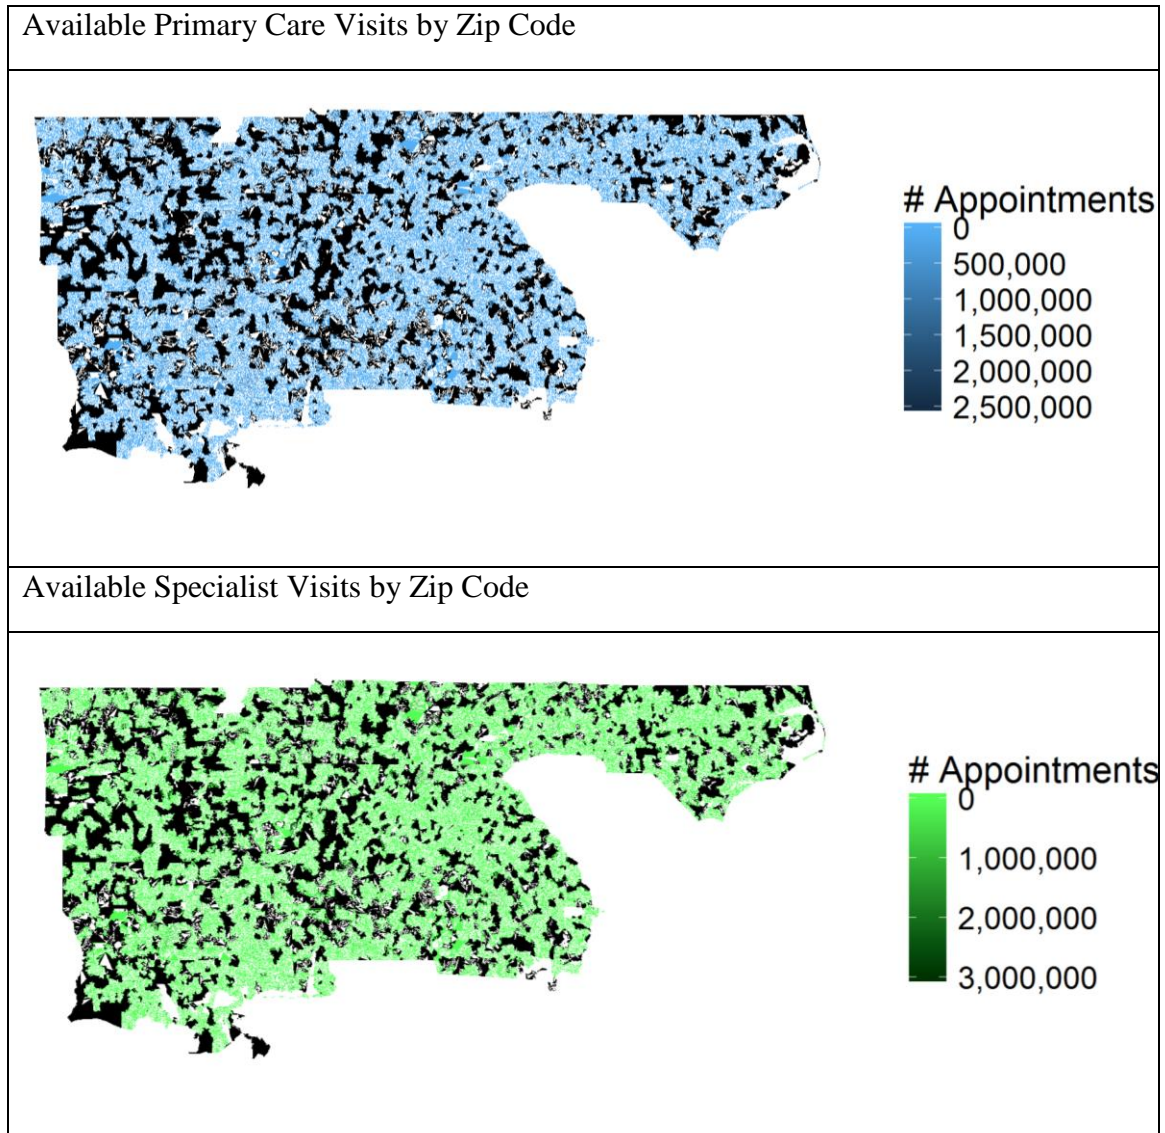 Available Primary Care Visits by Zip Code
# Appointments
0
500,000
1,000,000
1,500,000
2,000,000
2,500,000
Available Specialist Visits by Zip Code
# Appointments
0
1,000,000
2,000,000
3,000,000